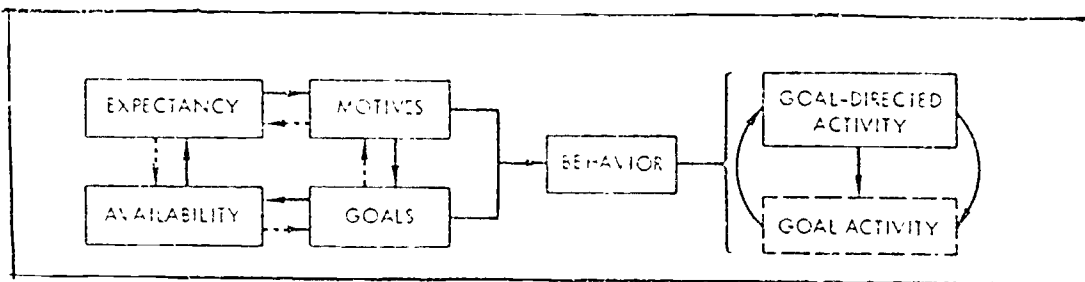 EXPECTANCY
MOTIVES
GOAL-DIRECTED
ACTIVITY
BEHAVIOR
AVAILABILITY
GOALS
GOAL ACTIVITY